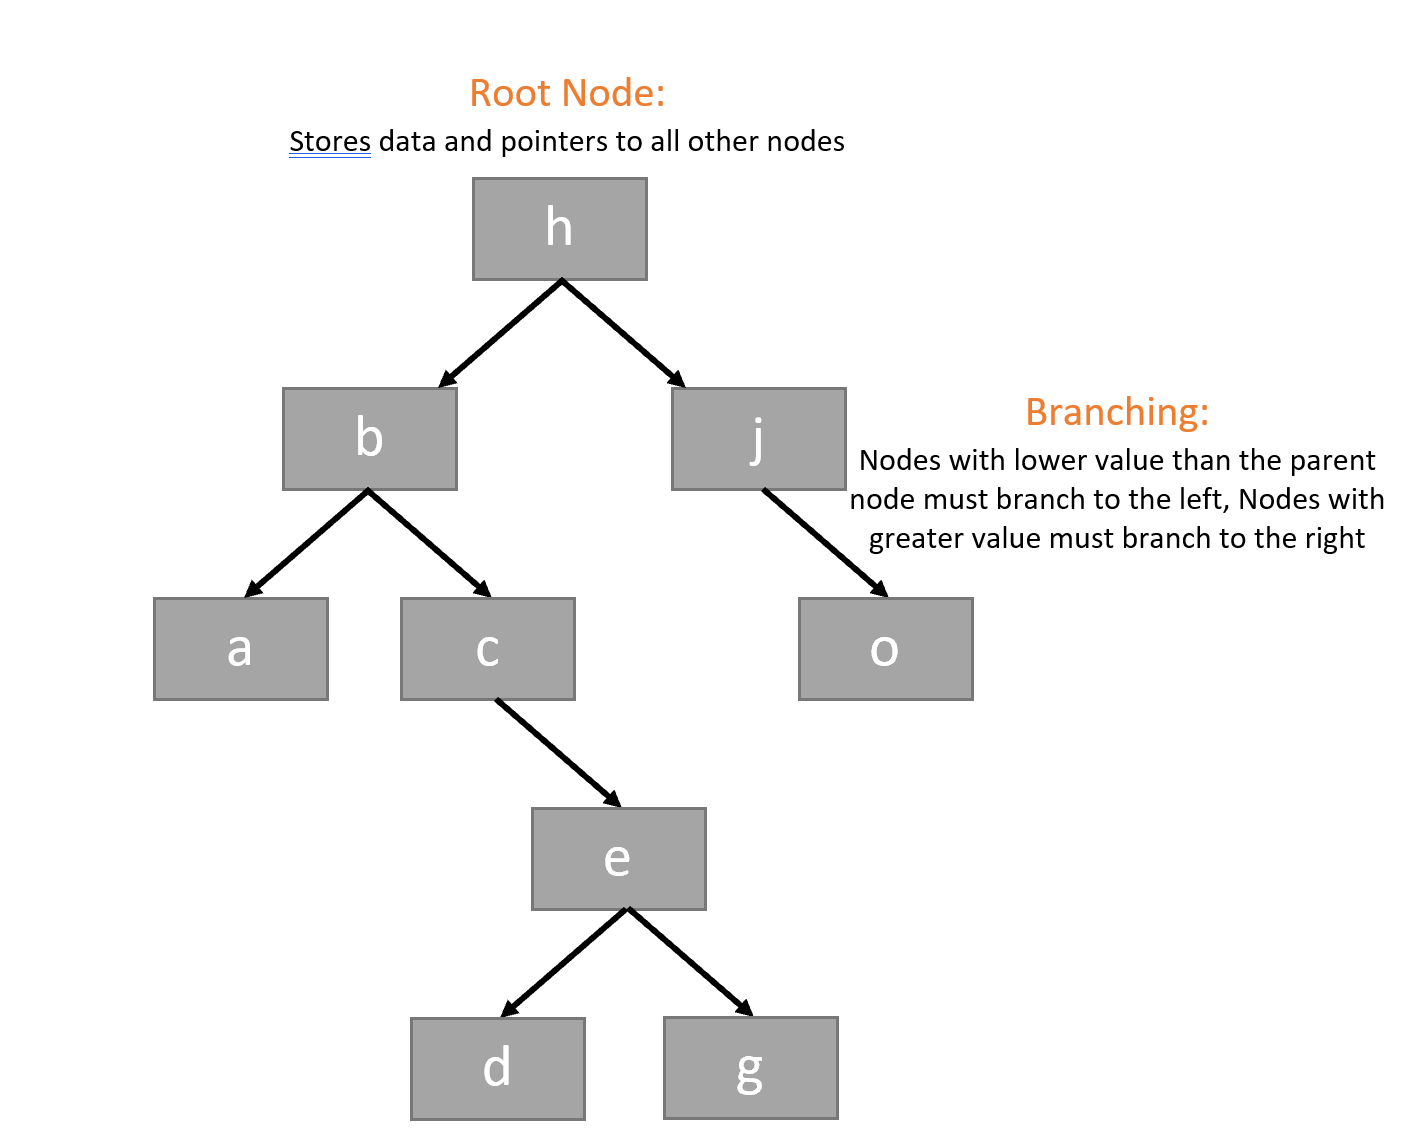 Root Node:
Stores data and pointers to all other nodes
h
b
j
Branching:
Nodes with lower value than the parent
node must branch to the left, Nodes with
greater value must branch to the right
a
c
o
e
d
g